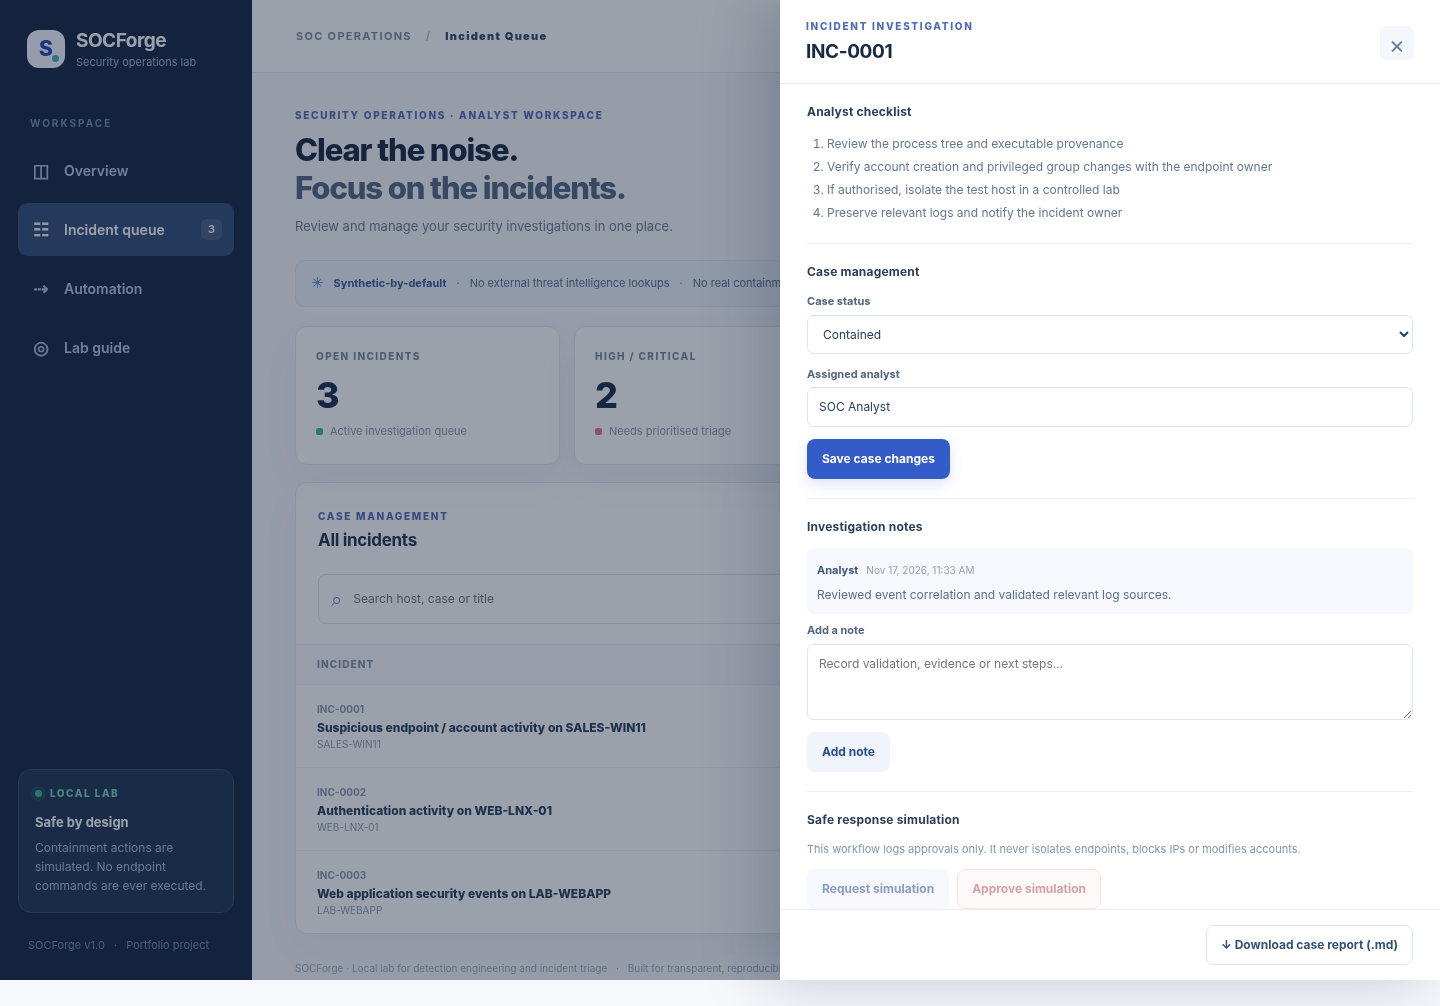 S
SOCForge
Security operations lab
WORKSPACE
Overview
Incident queue 3
Automation
Lab guide
LOCAL LAB
Safe by design
Containment actions are
simulated. No endpoint
commands are ever executed.
SOCForge v1.0 · Portfolio project
SOC OPERATIONS / Incident Queue
SECURITY OPERATIONS · ANALYST WORKSPACE
Clear the noise.
Focus on the incidents.
Review and manage your security investigations in one place.
Synthetic-by-default · No external threat intelligence lookups · No real containm
OPEN INCIDENTS
3
Active investigation queue
HIGH / CRITICAL
2
Needs prioritised triage
CASE MANAGEMENT
All incidents
Search host, case or title
INCIDENT
INC-0001
Suspicious endpoint / account activity on SALES-WIN11
SALES-WIN11
INC-0002
Authentication activity on WEB-LNX-01
WEB-LNX-01
INC-0003
Web application security events on LAB-WEBAPP
LAB-WEBAPP
SOCForge · Local lab for detection engineering and incident triage · Built for transparent, reproducib
INCIDENT INVESTIGATION
INC-0001
×
Analyst checklist
1. Review the process tree and executable provenance
2. Verify account creation and privileged group changes with the endpoint owner
3. If authorised, isolate the test host in a controlled lab
4. Preserve relevant logs and notify the incident owner
Case management
Case status
Contained
Assigned analyst
SOC Analyst
Save case changes
Investigation notes
Analyst Nov 17, 2026, 11:33 AM
Reviewed event correlation and validated relevant log sources.
Add a note
Record validation, evidence or next steps...
Add note
Safe response simulation
This workflow logs approvals only. It never isolates endpoints, blocks IPs or modifies accounts.
Request simulation Approve simulation
↓ Download case report (.md)